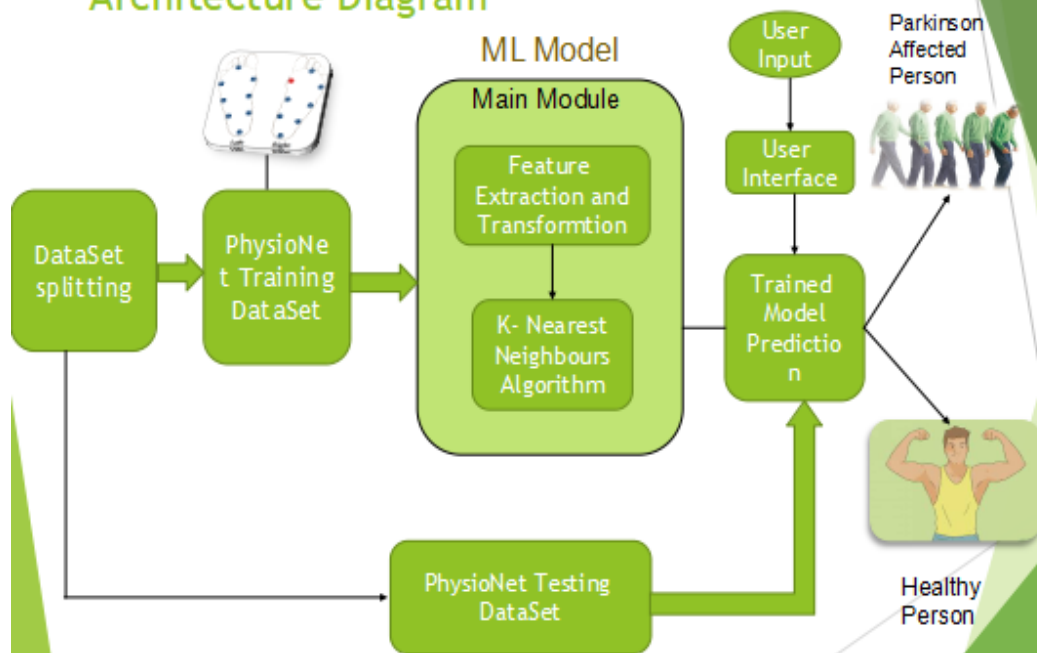 Architecture Diagram
ML Model
Main Module
Feature
Extraction and
Transformtion
K- Nearest
Neighbours
Algorithm
DataSet
splitting
PhysioNe
t Training
DataSet
User
Input
User
Interface
Trained
Model
Predictio
n
Parkinson
Affected
Person
PhysioNet Testing
DataSet
Healthy
Person